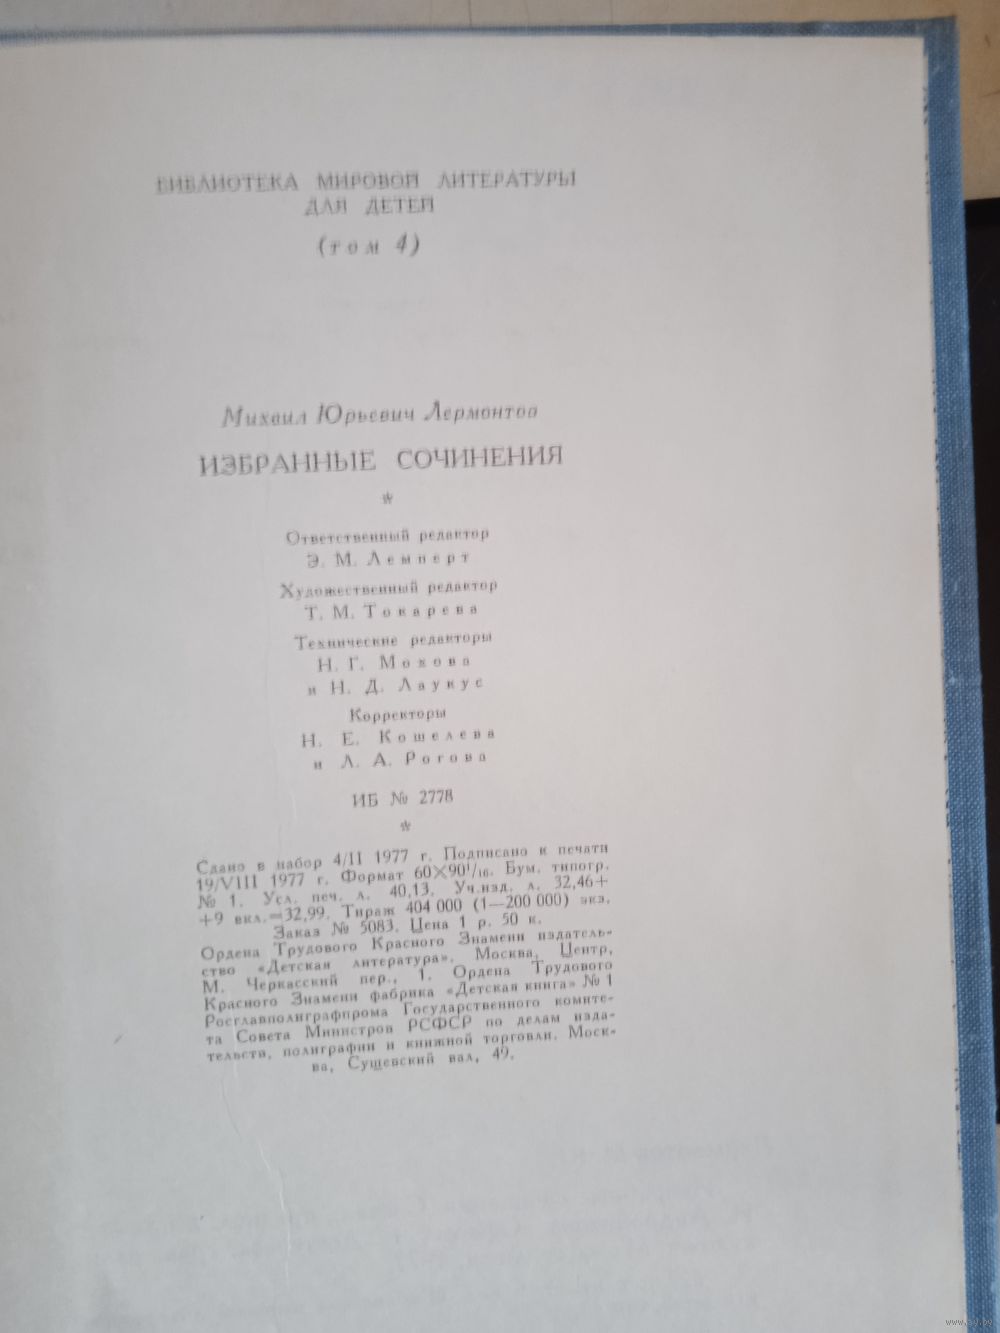 БИБЛИОТЕКА МИРОВОЙ ЛИТЕРАТУРЫ
ДЛЯ ДЕТЕЙ
(том 4)
Михаил Юрьевич Лермонтов
ИЗБРАННЫЕ СОЧИНЕНИЯ
*
Ответственный редактор
Э. М. Лемперт
Художественный редактор
Т. М. Токарева
Технические редакторы
Н. Г. Мохова
и Н. Д. Лаукус
Корректоры
Н. Е. Кошелева
и Л. А. Рогова
ИБ № 2778
*
Сдано в набор 4/II 1977 г. Подписано к печати
19/VIII 1977 г. Формат 60×90¹/₁₆. Бум. типогр.
№ 1. Усл. печ. л. 40,13. Уч.изд. л. 32,46+
+9 вкл.=32,99. Тираж 404 000 (1—200 000) экз.
Заказ № 5083. Цена 1 р. 50 к.
Ордена Трудового Красного Знамени издатель-
ство «Детская литература». Москва, Центр,
М. Черкасский пер., 1. Ордена Трудового
Красного Знамени фабрика «Детская книга» № 1
Росглавполиграфпрома Государственного комите-
та Совета Министров РСФСР по делам изда-
тельств, полиграфии и книжной торговли. Моск-
ва, Сущевский вал, 49.
www.ay.by